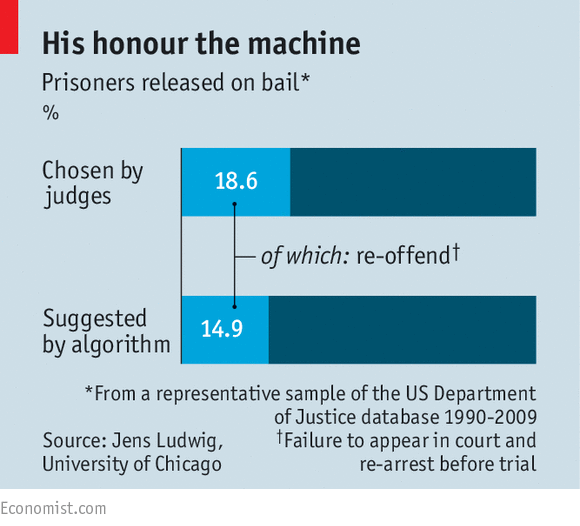 His honour the machine
Prisoners released on bail*
%
Chosen by
judges
18.6
of which: re-offend†
Suggested
by algorithm
14.9
*From a representative sample of the US Department
of Justice database 1990-2009
Source: Jens Ludwig,
University of Chicago
†Failure to appear in court and
re-arrest before trial
Economist.com